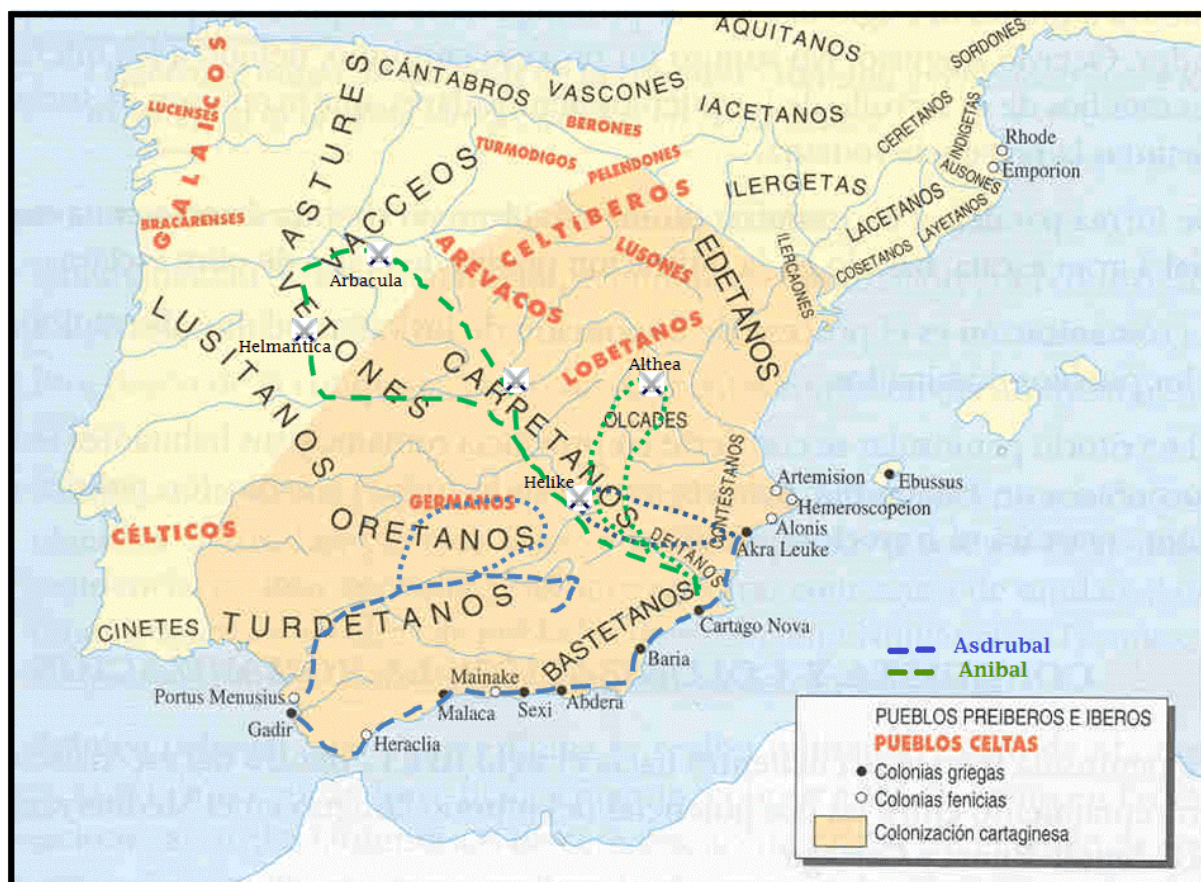 AQUITANOS
SORDONES
CÁNTABROS
VASCONES
IACETANOS
ASTURES
GALAICOS
LUCENSES
BERONES
TURMODIGOS
PELENDONES
CERETANOS
INDIGETAS
AUSONES
Rhode
Emporion
ILERGETAS
LACETANOS
LAYETANOS
COSETANOS
ILERCAONES
BRACARENSES
VACCEOS
CELTIBEROS
AREVACOS
LUSONES
EDETANOS
Arbacula
VETONES
Helmantica
LUSITANOS
CARRETANOS
LOBETANOS
Althea
OLCADES
Helike
CONTESTANOS
Artemision
Hemeroscopeion
Ebussus
Alonis
Akra Leuke
DEITANOS
GERMANOS
ORETANOS
CÉLTICOS
CINETES
TURDETANOS
BASTETANOS
Cartago Nova
Baria
Portus Menusius
Gadir
Heraclia
Mainake
Malaca
Sexi
Abdera
Asdrubal
Anibal
PUEBLOS PREIBEROS E IBEROS
PUEBLOS CELTAS
Colonias griegas
Colonias fenicias
Colonización cartaginesa